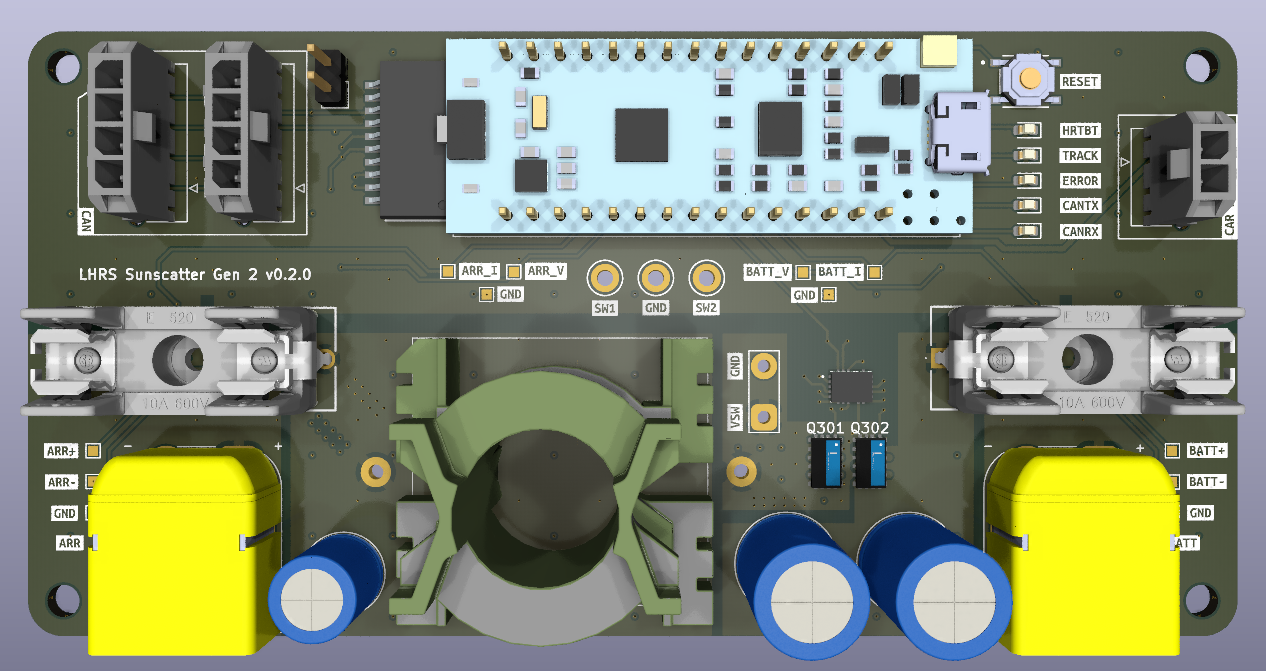 RESET
HRTBT
TRACK
ERROR
CANTX
CANRX
CAN
CAR
LHRS Sunscatter Gen 2 v0.2.0
ARR_I
ARR_V
BATT_V
BATT_I
GND
GND
SW1
GND
SW2
E 520
10A 600V
E 520
10A 600V
GND
VSW
Q301 Q302
ARR+
ARR-
GND
ARR
- +
- +
BATT+
BATT-
GND
ATT